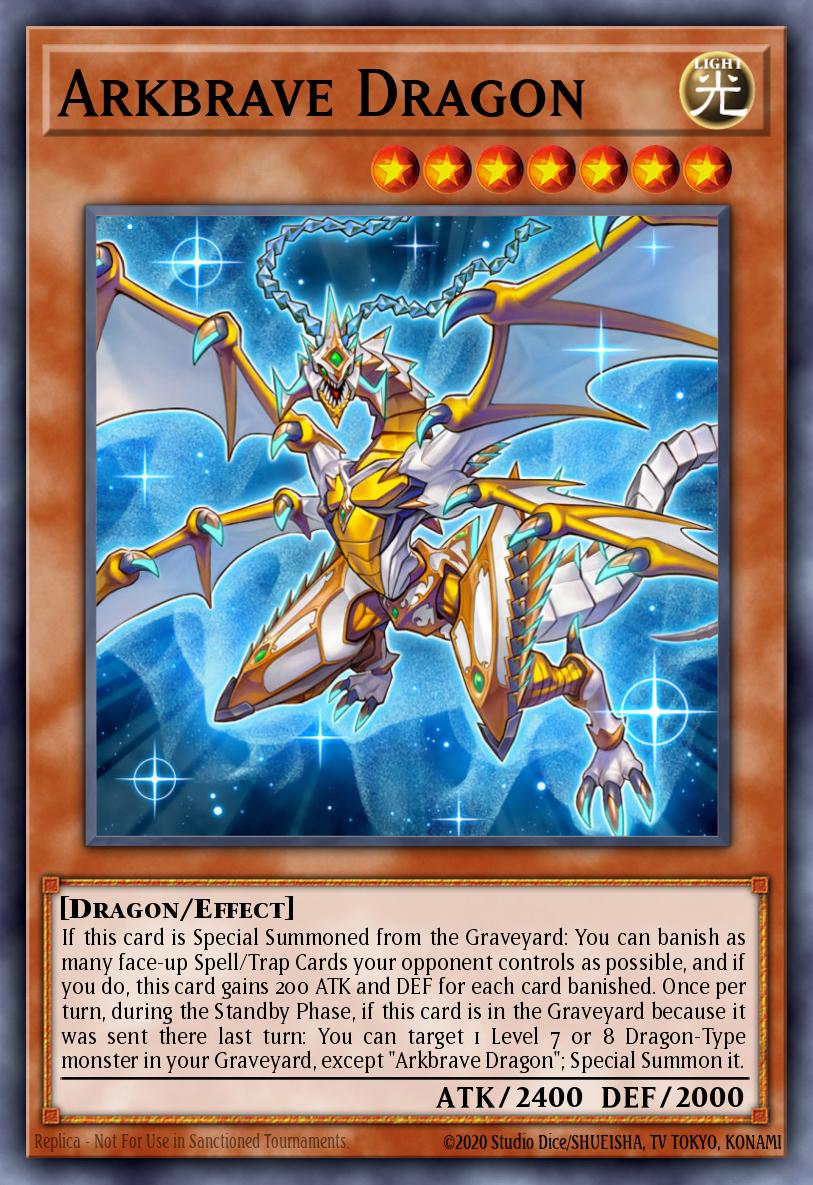 Arkbrave Dragon
LIGHT
光
[Dragon/Effect]
If this card is Special Summoned from the Graveyard: You can banish as
many face-up Spell/Trap Cards your opponent controls as possible, and if
you do, this card gains 200 ATK and DEF for each card banished. Once per
turn, during the Standby Phase, if this card is in the Graveyard because it
was sent there last turn: You can target 1 Level 7 or 8 Dragon-Type
monster in your Graveyard, except "Arkbrave Dragon"; Special Summon it.
ATK/2400 DEF/2000
Replica - Not For Use in Sanctioned Tournaments.
©2020 Studio Dice/SHUEISHA, TV TOKYO, KONAMI